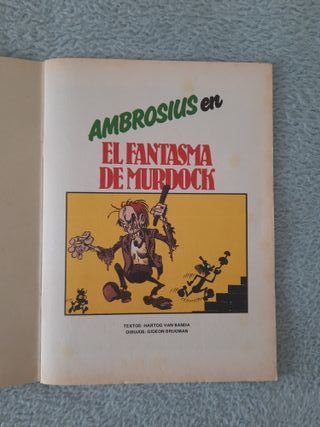 AMBROSIUS en
EL FANTASMA
DE MURDOCK
TEXTOS: HARTOG VAN BANDA
DIBUJOS: GIDEON BRUGMAN